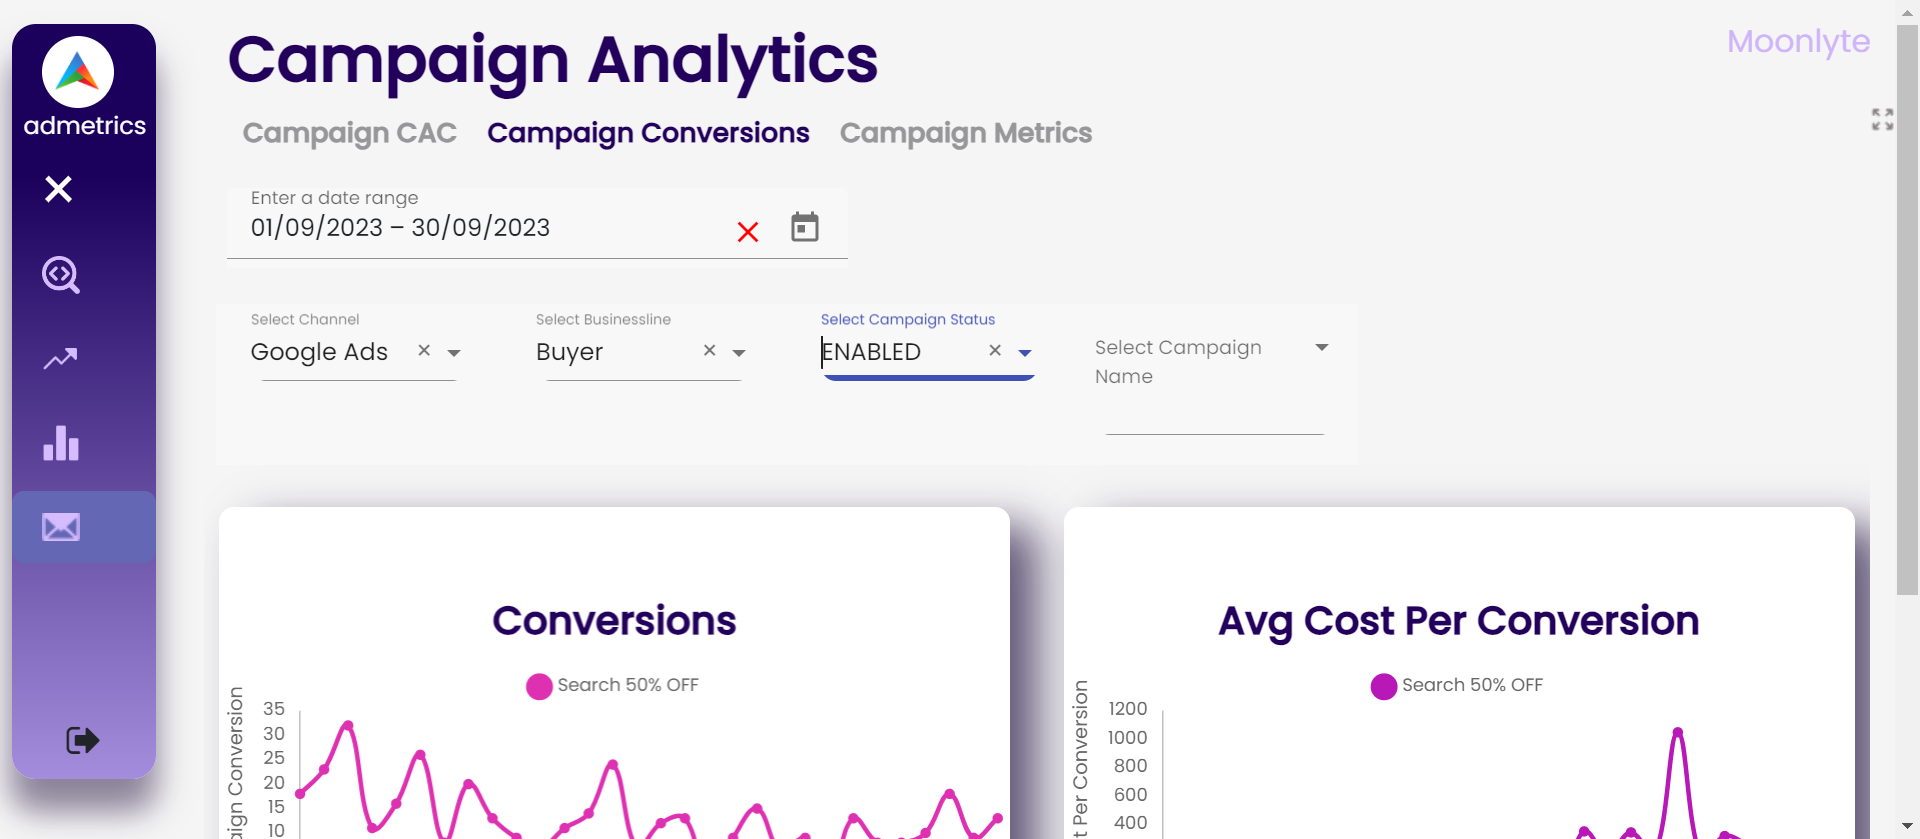 Campaign Analytics
Moonlyte
admetrics
Campaign CAC Campaign Conversions Campaign Metrics
Enter a date range
01/09/2023 – 30/09/2023
Select Channel
Google Ads
Select Businessline
Buyer
Select Campaign Status
ENABLED
Select Campaign
Name
Conversions
Search 50% OFF
Conversion
35
30
25
20
15
10
Avg Cost Per Conversion
Search 50% OFF
Per Conversion
1200
1000
800
600
400